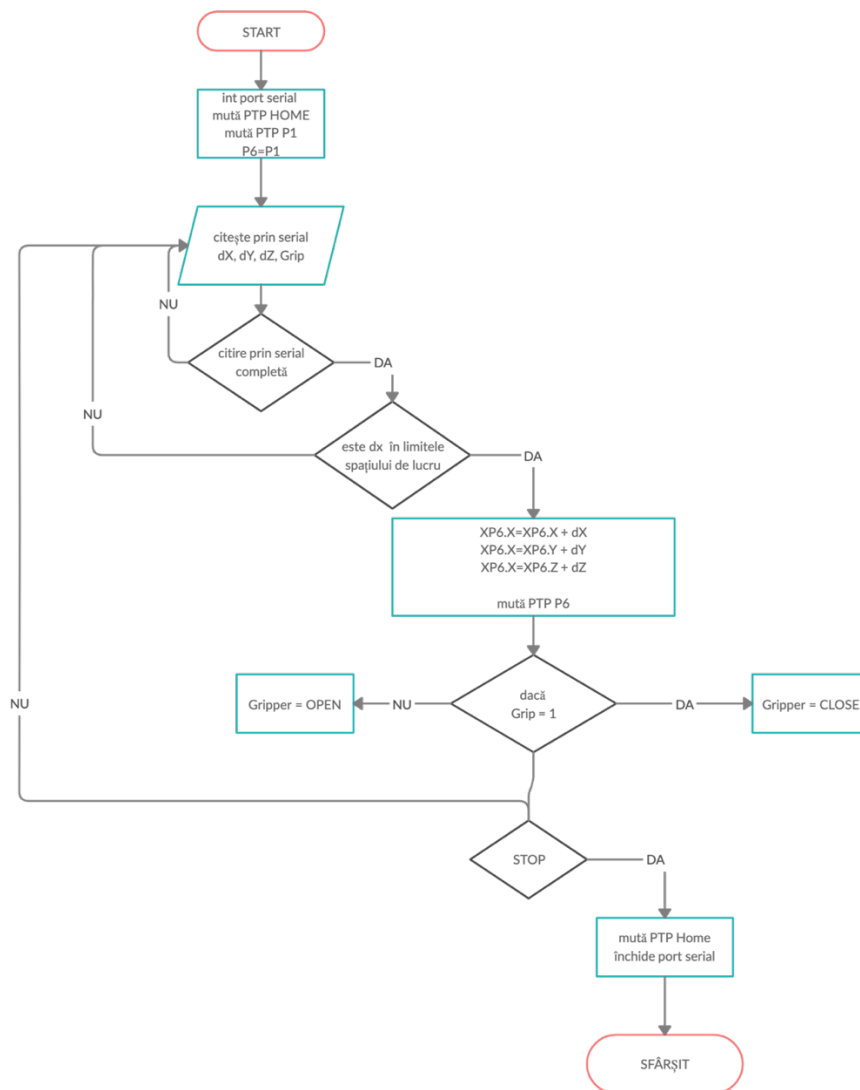 START
int port serial
mută PTP HOME
mută PTP P1
P6=P1
citește prin serial
dX, dY, dZ, Grip
NU
citire prin serial
completă
DA
NU
este dx în limitele
spațiului de lucru
DA
XP6.X=XP6.X + dX
XP6.X=XP6.Y + dY
XP6.X=XP6.Z + dZ
mută PTP P6
NU
Gripper = OPEN
NU
dacă
Grip = 1
DA
Gripper = CLOSE
STOP
DA
mută PTP Home
închide port serial
SFÂRȘIT